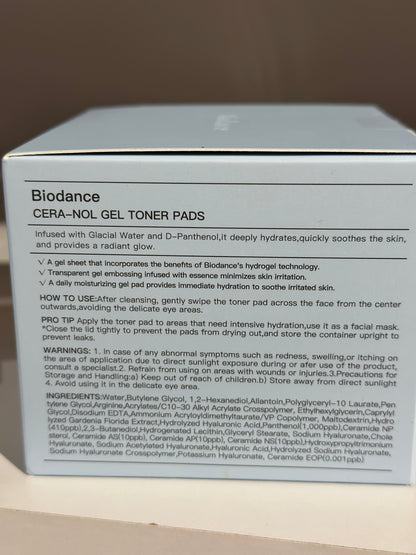 Biodance
CERA-NOL GEL TONER PADS
Infused with Glacial Water and D-Panthenol,it deeply hydrates,quickly soothes the skin,
and provides a radiant glow.
√ A gel sheet that incorporates the benefits of Biodance's hydrogel technology.
√ Transparent gel embossing infused with essence minimizes skin irritation.
√ A daily moisturizing gel pad provides immediate hydration to soothe irritated skin.
HOW TO USE:After cleansing, gently swipe the toner pad across the face from the center
outwards,avoiding the delicate eye areas.
PRO TIP Apply the toner pad to areas that need intensive hydration,use it as a facial mask.
*Close the lid tightly to prevent the pads from drying out,and store the container upright to
prevent leaks.
WARNINGS: 1. In case of any abnormal symptoms such as redness, swelling,or itching on
the area of application due to direct sunlight exposure during or afer use of the product,
consult a specialist.2. Refrain from using on areas with wounds or injuries.3.Precautions for
Storage and Handling:a) Keep out of reach of children.b) Store away from direct sunlight
4. Avoid using it in the delicate eye area.
INGREDIENTS:Water,Butylene Glycol, 1,2-Hexanediol,Allantoin,Polyglyceryl-10 Laurate,Pen
tylene Glycol,Arginine,Acrylates/C10-30 Alkyl Acrylate Crosspolymer, Ethylhexylglycerin,Caprylyl
Glycol,Disodium EDTA,Ammonium Acryloyldimethyltaurate/VP Copolymer, Maltodextrin,Hydro
lyzed Gardenia Florida Extract,Hydrolyzed Hyaluronic Acid,Panthenol(1,000ppb),Ceramide NP
(410ppb),2,3-Butanediol,Hydrogenated Lecithin,Glyceryl Stearate, Sodium Hyaluronate,Chole
sterol, Ceramide AS(10ppb), Ceramide AP(10ppb), Ceramide NS(10ppb),Hydroxypropyltrimonium
Hyaluronate, Sodium Acetylated Hyaluronate,Hyaluronic Acid,Hydrolyzed Sodium Hyaluronate,
Sodium Hyaluronate Crosspolymer,Potassium Hyaluronate, Ceramide EOP(0.001ppb)